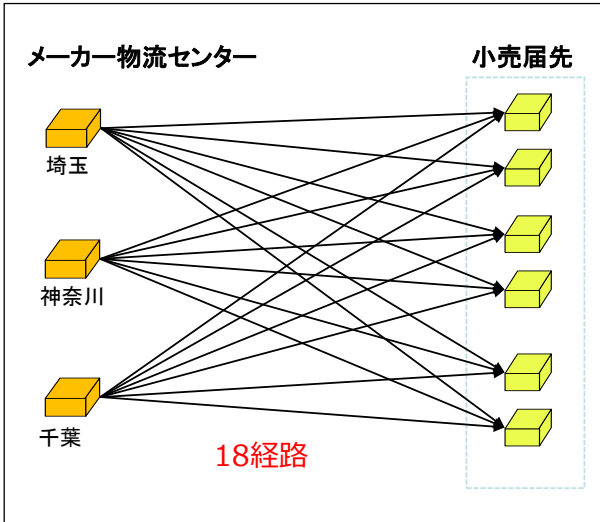 メーカー物流センター
小売届先
埼玉
神奈川
千葉
18経路